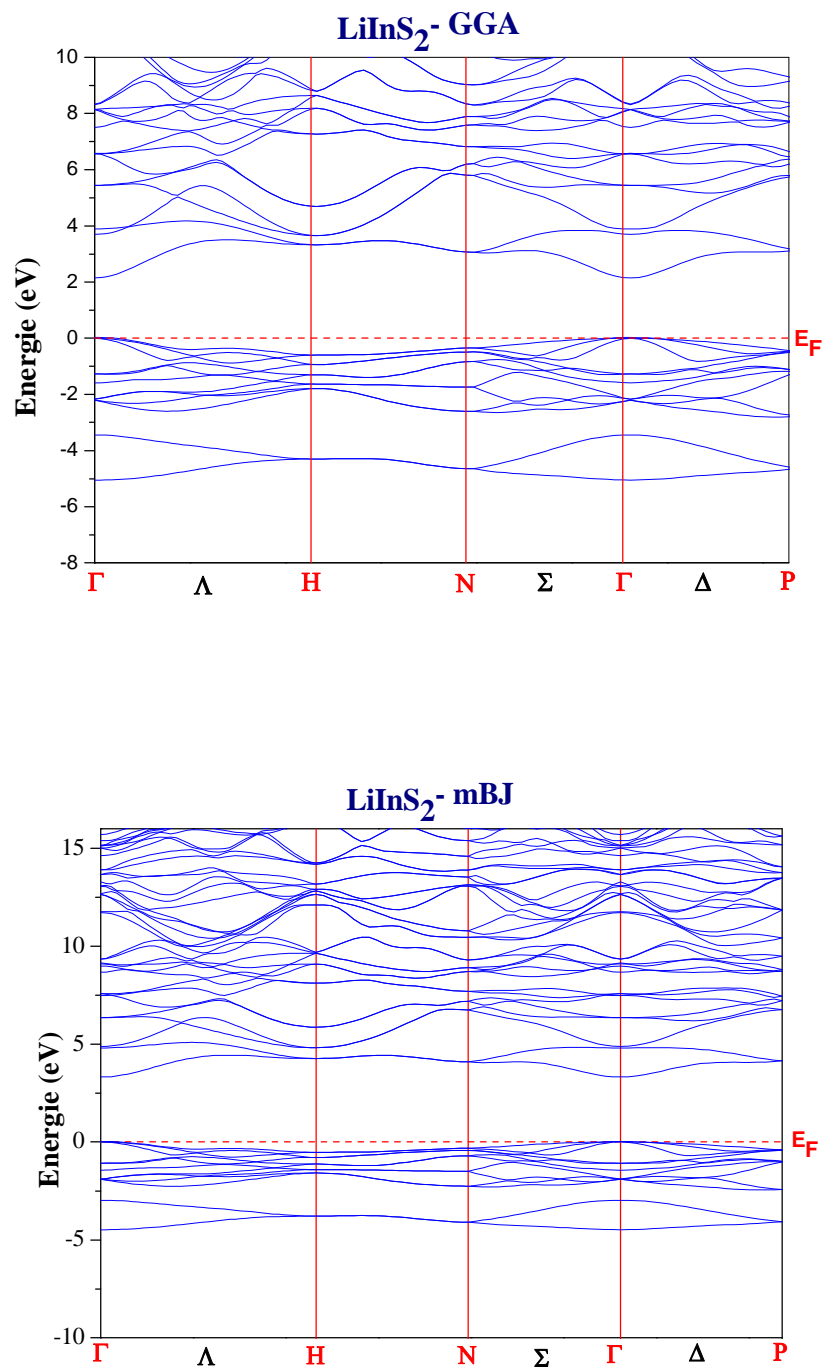 LiInS2- GGA
10
8
6
4
2
0
-2
-4
-6
-8
Energie (eV)
EF
Γ Λ H N Σ Γ Δ P
LiInS2- mBJ
15
10
5
0
-5
-10
Energie (eV)
EF
Γ Λ H N Σ Γ Δ P